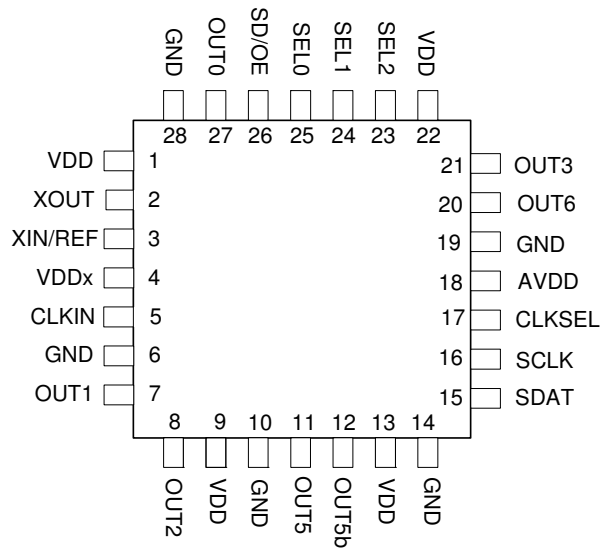 GND OUT0 SD/OE SEL0 SEL1 SEL2 VDD
28 27 26 25 24 23 22
VDD 1
XOUT 2
XIN/REF 3
VDDx 4
CLKIN 5
GND 6
OUT1 7
21 OUT3
20 OUT6
19 GND
18 AVDD
17 CLKSEL
16 SCLK
15 SDAT
8 9 10 11 12 13 14
OUT2 VDD GND OUT5 OUT5b VDD GND